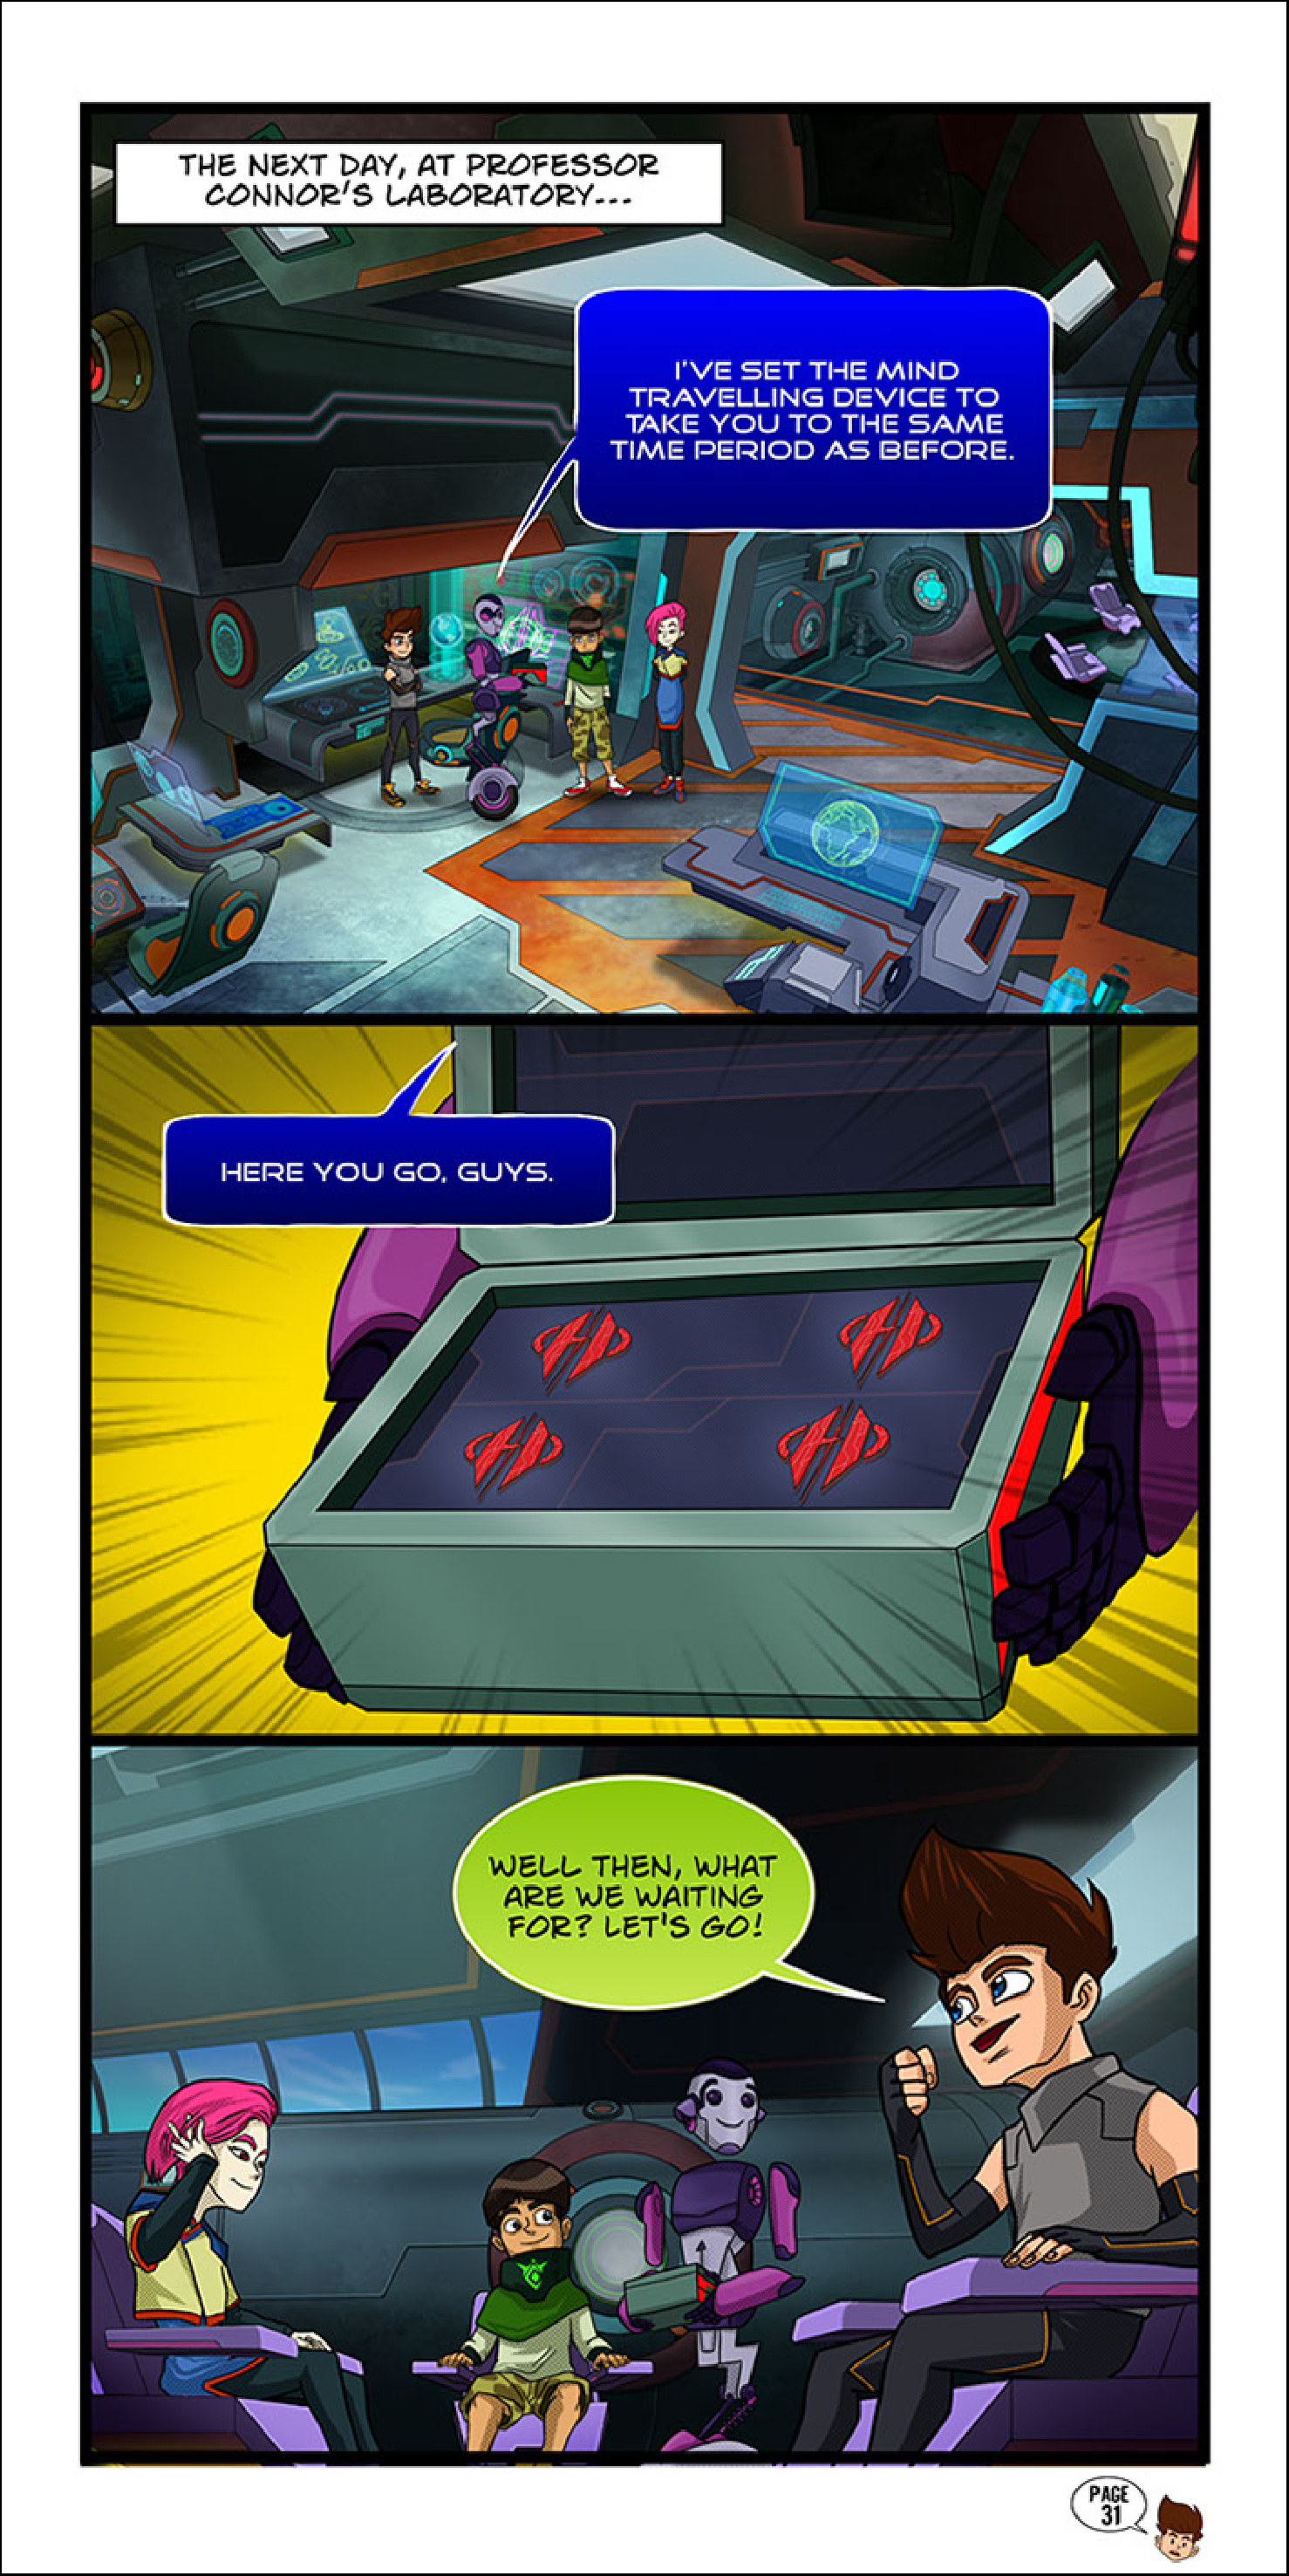 THE NEXT DAY, AT PROFESSOR
CONNOR'S LABORATORY...
I'VE SET THE MIND
TRAVELLING DEVICE TO
TAKE YOU TO THE SAME
TIME PERIOD AS BEFORE.
HERE YOU GO, GUYS.
WELL THEN, WHAT
ARE WE WAITING
FOR? LET'S GO!
PAGE
31